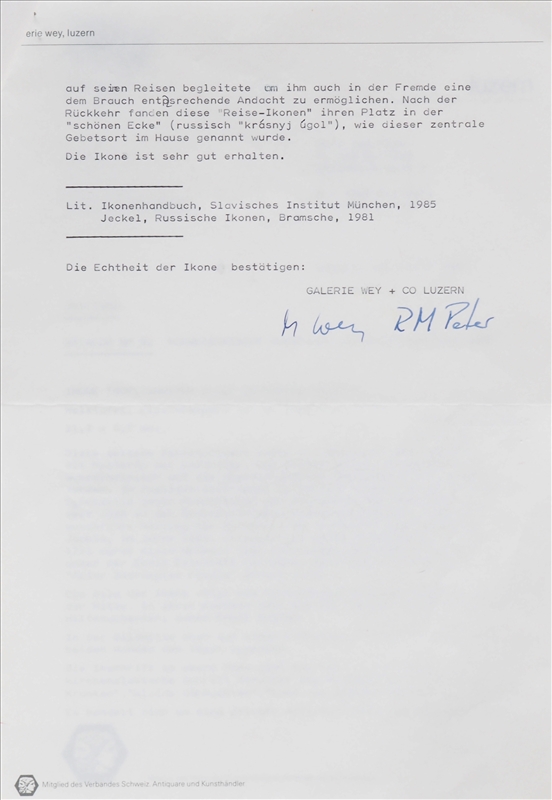 erie wey, luzern
auf seinen Reisen begleitete um ihm auch in der Fremde eine
dem Brauch entsprechende Andacht zu ermöglichen. Nach der
Rückkehr fanden diese "Reise-Ikonen" ihren Platz in der
"schönen Ecke" (russisch "krásnyj úgol"), wie dieser zentrale
Gebetsort im Hause genannt wurde.
Die Ikone ist sehr gut erhalten.
Lit. Ikonenhandbuch, Slavisches Institut München, 1985
Jeckel, Russische Ikonen, Bramsche, 1981
Die Echtheit der Ikone bestätigen:
GALERIE WEY + CO LUZERN
M Wey RM Peter
Mitglied des Verbandes Schweiz. Antiquare und Kunsthändler